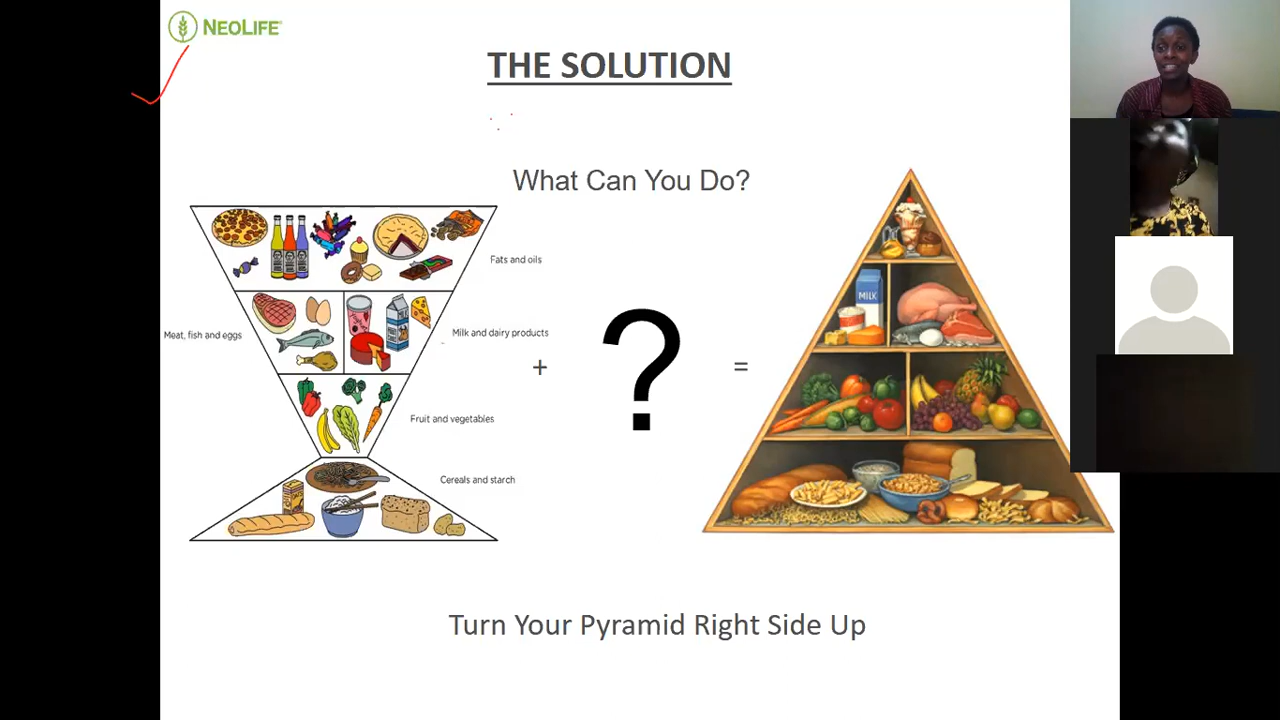 NEOLIFE
THE SOLUTION
What Can You Do?
Fats and oils
Meat, fish and eggs
Milk and dairy products
+
?
=
MILK
Fruit and vegetables
Cereals and starch
Turn Your Pyramid Right Side Up